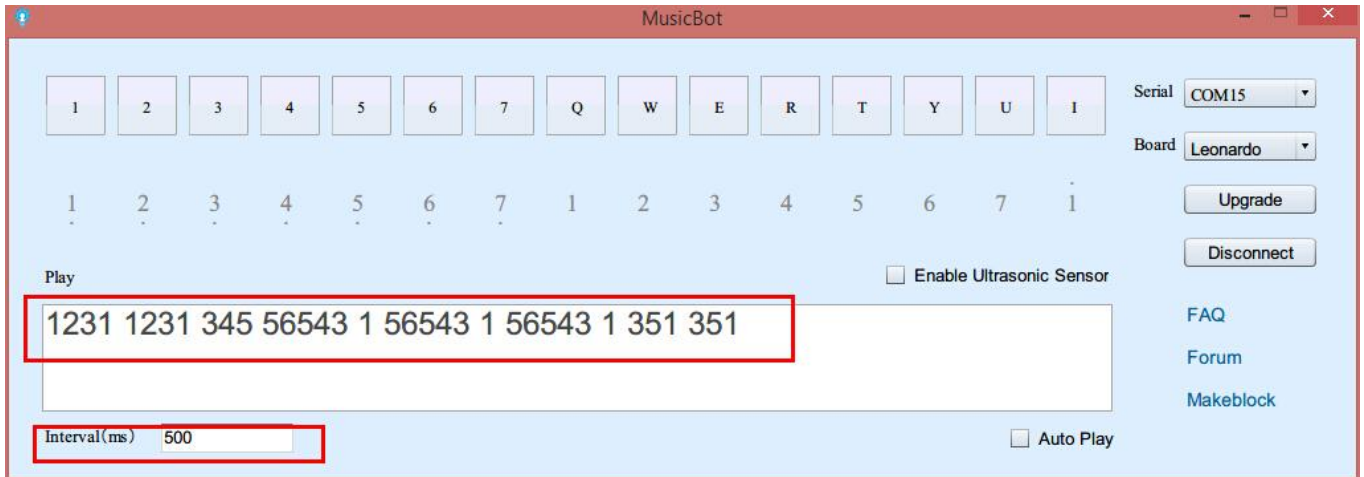 MusicBot
1 2 3 4 5 6 7 Q W E R T Y U I
Serial COM15
Board Leonardo
1 2 3 4 5 6 7 1 2 3 4 5 6 7 1
Upgrade
Disconnect
Play
Enable Ultrasonic Sensor
1231 1231 345 56543 1 56543 1 56543 1 351 351
FAQ
Forum
Makeblock
Interval(ms) 500
Auto Play